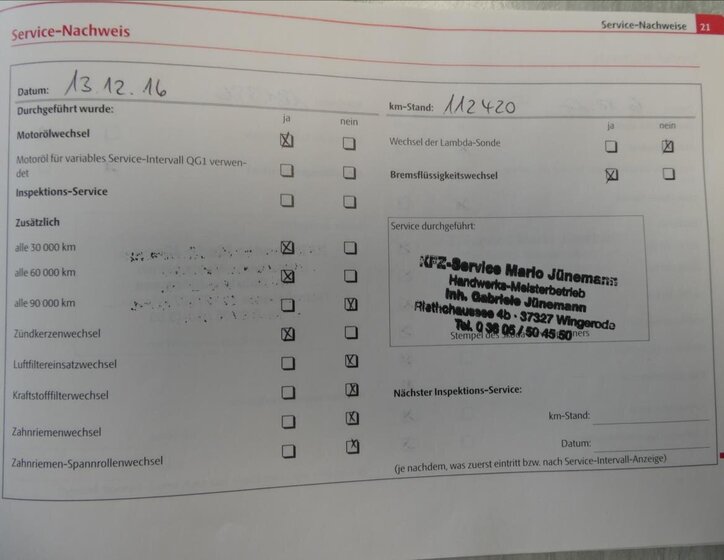 Service-Nachweise 21
Service-Nachweis
Datum: 13.12.16
Durchgeführt wurde:
ja nein
Motorölwechsel
Motoröl für variables Service-Intervall QG1 verwen-
det
Inspektions-Service
Zusätzlich
alle 30 000 km
alle 60 000 km
alle 90 000 km
Zündkerzenwechsel
Luftfiltereinsatzwechsel
Kraftstofffilterwechsel
Zahnriemenwechsel
Zahnriemen-Spannrollenwechsel
km-Stand: 112420
ja nein
Wechsel der Lambda-Sonde
Bremsflüssigkeitswechsel
Service durchgeführt:
KFZ-Service Mario Jünemann
Handwerks-Meisterbetrieb
Inh. Gabriele Jünemann
4b · 37327 Wingerode
Tel. 0 36 05 / 50 45 50
Stempel des
Nächster Inspektions-Service:
km-Stand:
Datum:
(je nachdem, was zuerst eintritt bzw. nach Service-Intervall-Anzeige)